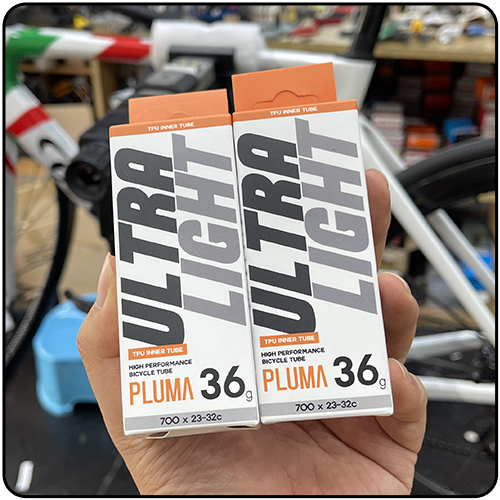 TPU INNER TUBE
ULTRA
LIGHT
TPU INNER TUBE
HIGH PERFORMANCE
BICYCLE TUBE
PLUMA 36g
700 x 23-32c
TPU INNER TUBE
ULTRA
LIGHT
TPU INNER TUBE
HIGH PERFORMANCE
BICYCLE TUBE
PLUMA 36g
700 x 23-32c